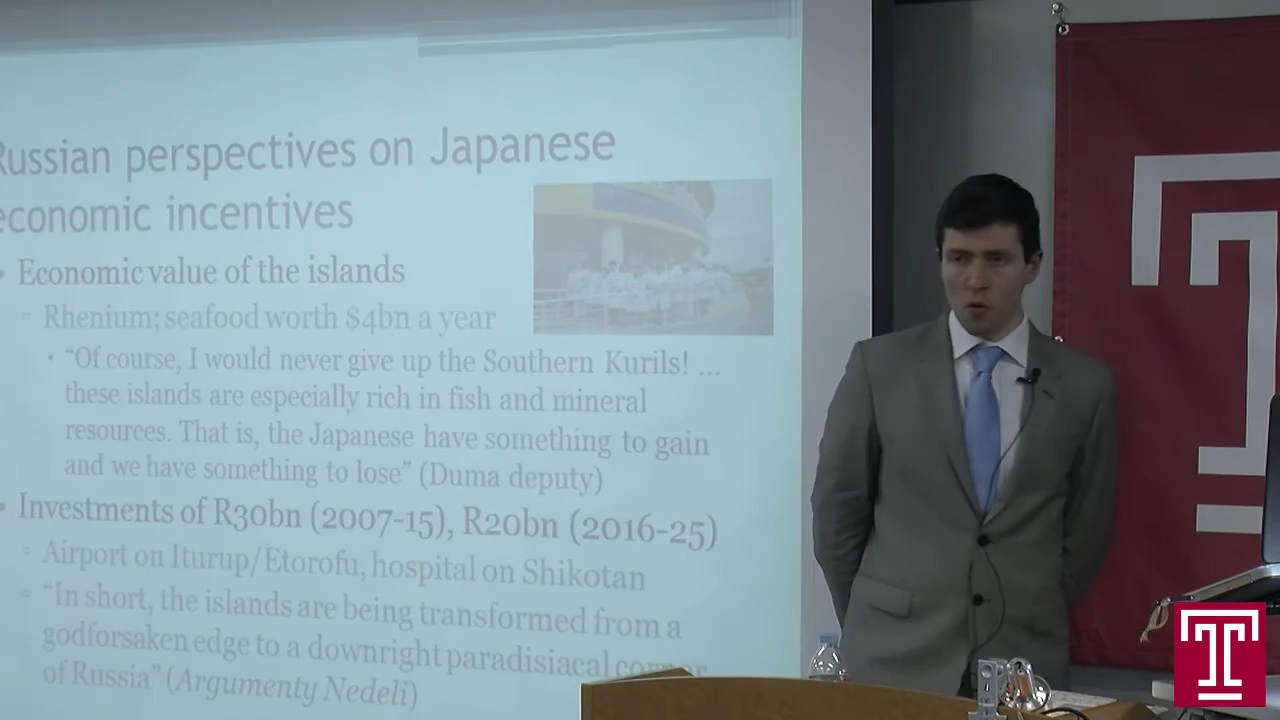 Russian perspectives on Japanese
economic incentives
Economic value of the islands
Rhenium; seafood worth $4bn a year
“Of course, I would never give up the Southern Kurils! ...
these islands are especially rich in fish and mineral
resources. That is, the Japanese have something to gain
and we have something to lose” (Duma deputy)
Investments of R30bn (2007-15), R20bn (2016-25)
Airport on Iturup/Etorofu, hospital on Shikotan
“In short, the islands are being transformed from a
godforsaken edge to a downright paradisiacal corner
of Russia” (Argumenty Nedeli)